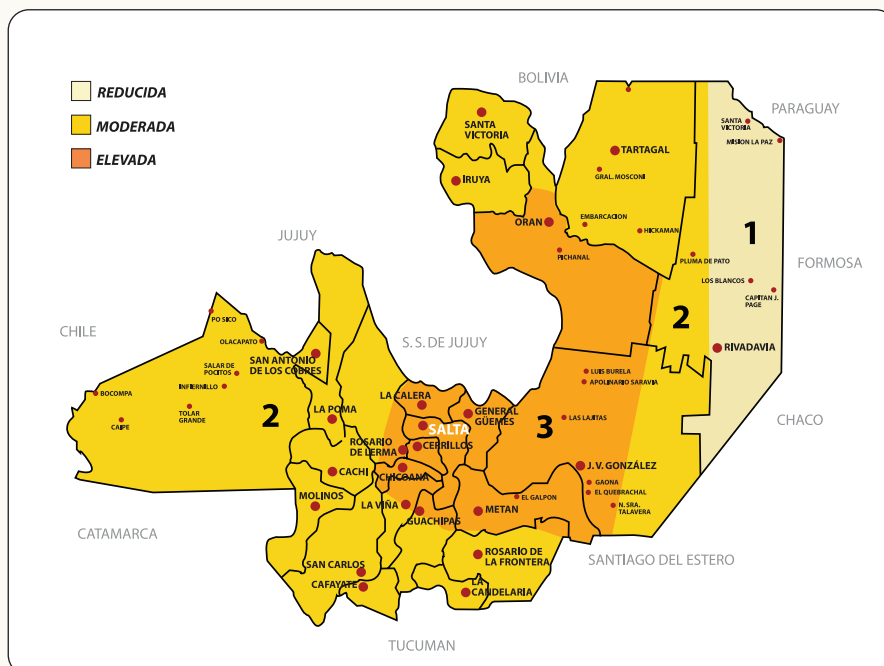 REDUCIDA
MODERADA
ELEVADA
BOLIVIA
PARAGUAY
SANTA
VICTORIA
MISION LA PAZ
SANTA
VICTORIA
TARTAGAL
GRAL. MOSCONI
IRUYA
ORAN
EMBARCACION
HICKAMAN
PICHANAL
PLUMA DE PATO
1
FORMOSA
LOS BLANCOS
CAPITAN J.
PAGE
2
RIVADAVIA
JUJUY
CHILE
PO SICO
OLACAPATO
S.S. DE JUJUY
SAN ANTONIO
DE LOS COBRES
SALAR DE
POCITOS
INFIERNILLO
BOCOMPA
TOLAR
GRANDE
CAIPE
2
LA POMA
LUIS BURELA
APOLINARIO SARAVIA
LA CALERA
GENERAL
GÜEMES
LAS LAJITAS
3
CHACO
SALTA
ROSARIO
DE LERMA
CERRILLOS
CACHI
CHICOANA
J.V. GONZÁLEZ
GAONA
EL QUEBRACHAL
N. SRA.
TALAVERA
MOLINOS
LA VIÑA
GUACHIPAS
METAN
EL GALPON
CATAMARCA
SANTIAGO DEL ESTERO
ROSARIO DE
LA FRONTERA
SAN CARLOS
CAFAYATE
LA
CANDELARIA
TUCUMAN